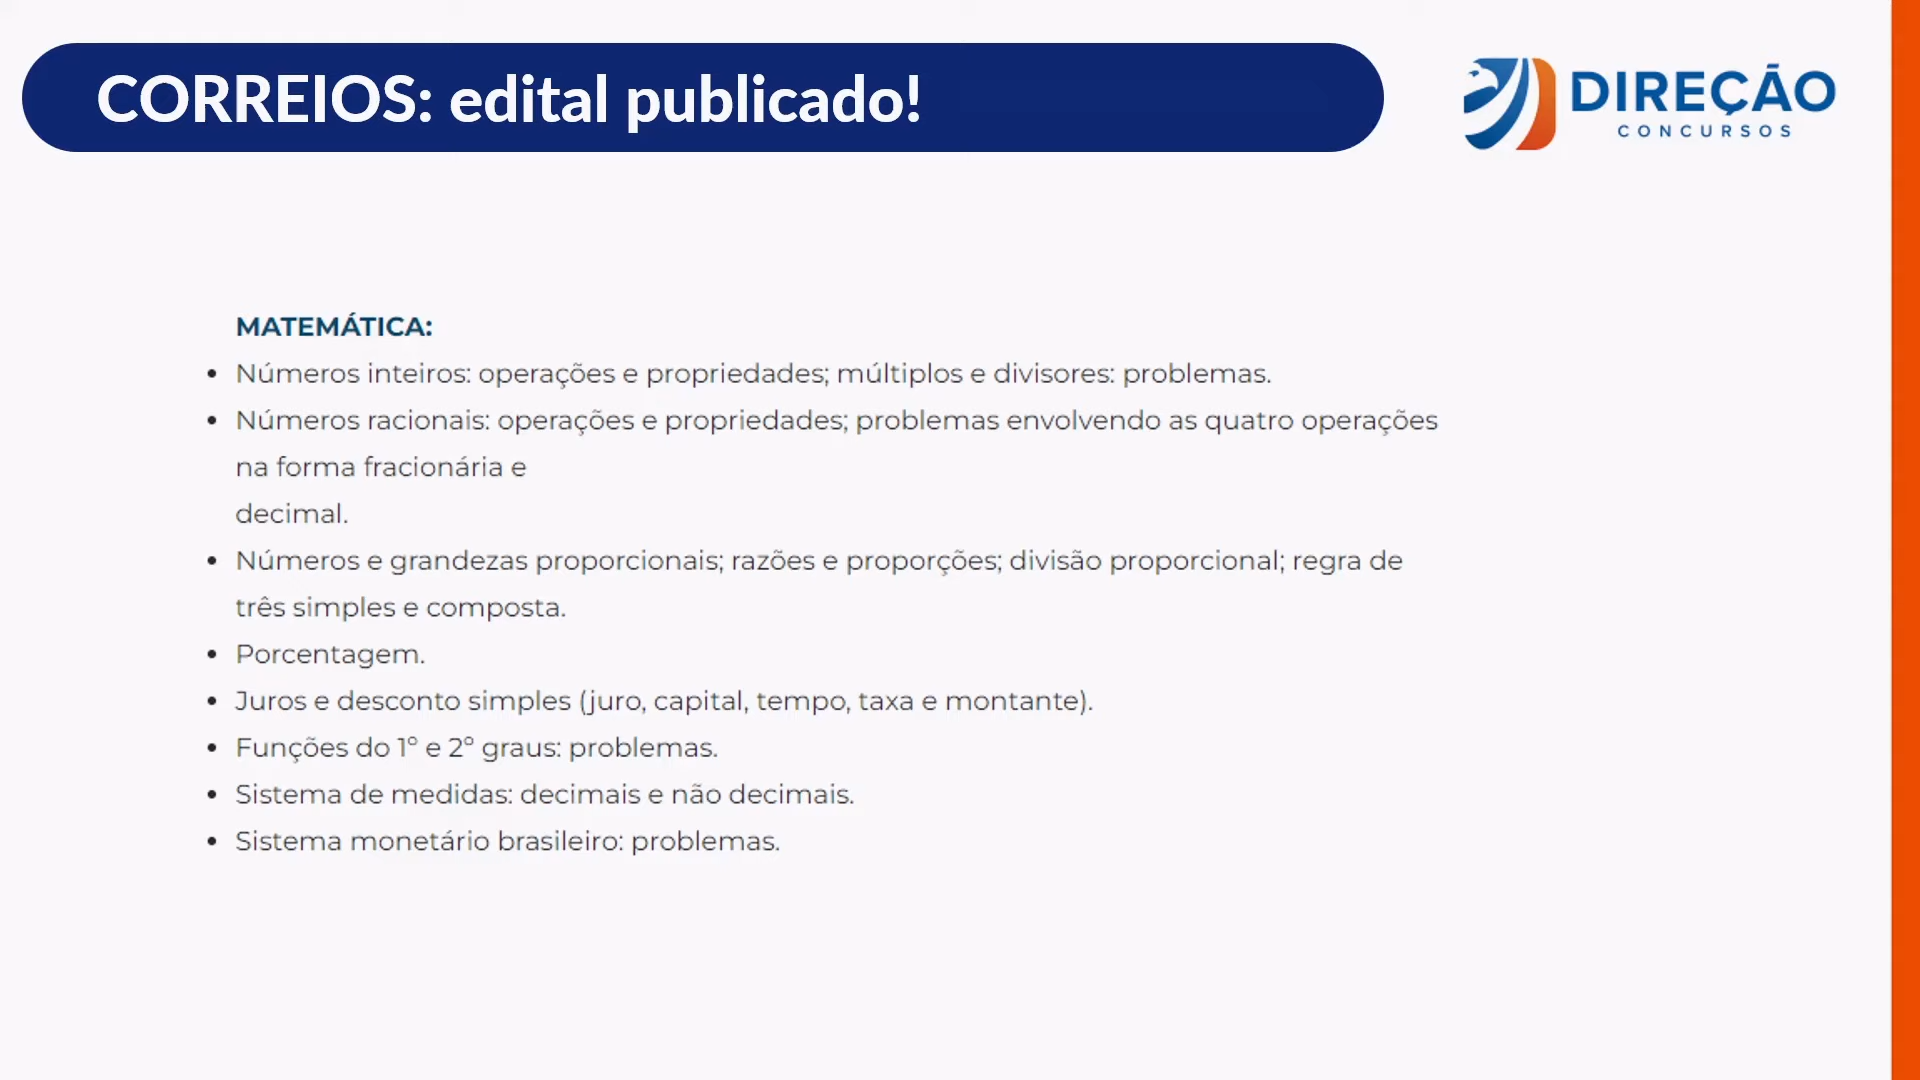 CORREIOS: edital publicado!
DIREÇÃO
CONCURSOS
MATEMÁTICA:
• Números inteiros: operações e propriedades; múltiplos e divisores: problemas.
• Números racionais: operações e propriedades; problemas envolvendo as quatro operações
na forma fracionária e
decimal.
• Números e grandezas proporcionais; razões e proporções; divisão proporcional; regra de
três simples e composta.
• Porcentagem.
• Juros e desconto simples (juro, capital, tempo, taxa e montante).
• Funções do 1º e 2º graus: problemas.
• Sistema de medidas: decimais e não decimais.
• Sistema monetário brasileiro: problemas.